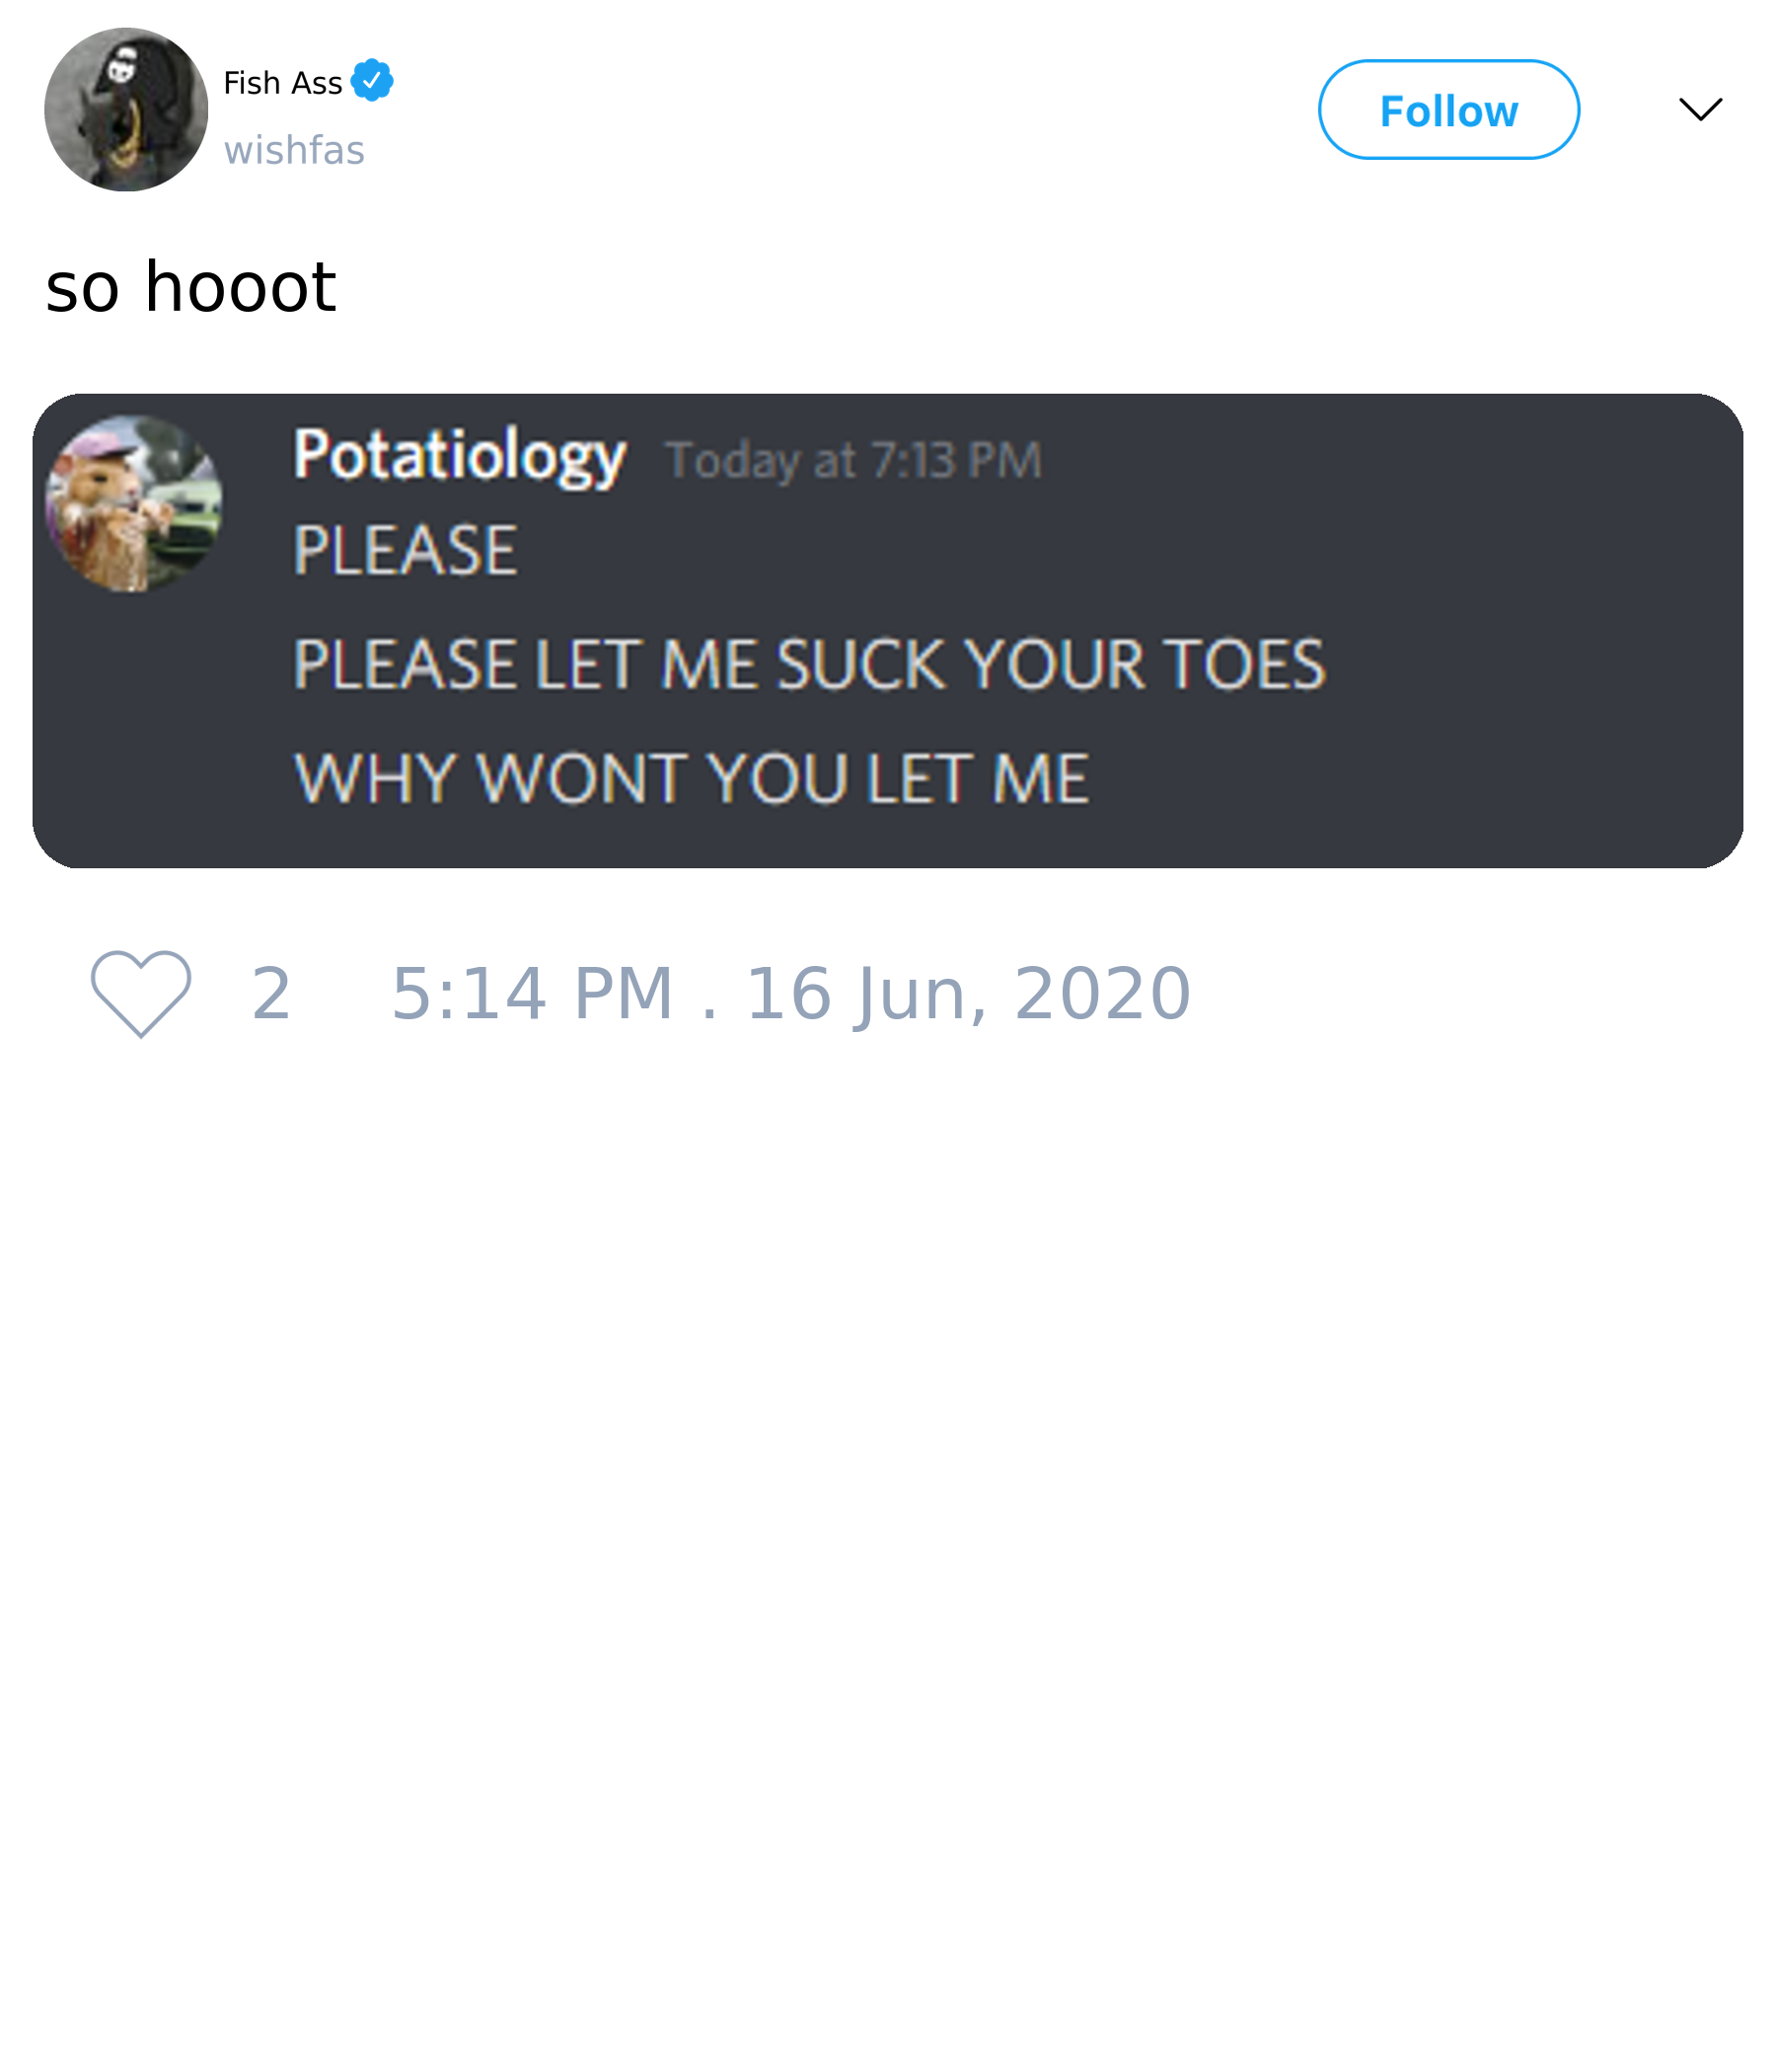 Fish Ass
wishfas
Follow
so hooot
Potatiology Today at 7:13 PM
PLEASE
PLEASE LET ME SUCK YOUR TOES
WHY WONT YOU LET ME
2 5:14 PM . 16 Jun, 2020